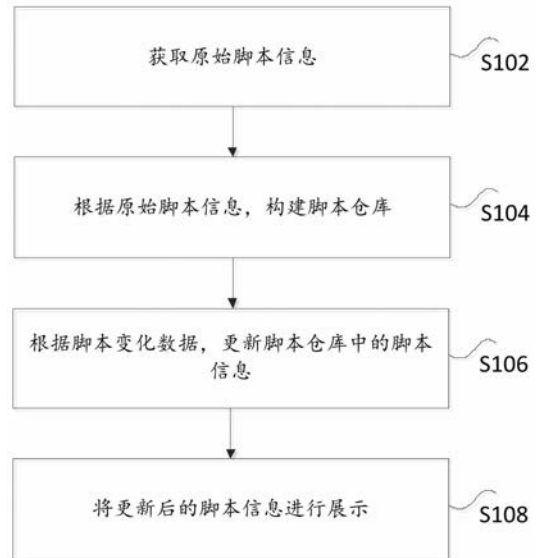 获取原始脚本信息
S102
根据原始脚本信息，构建脚本仓库
S104
根据脚本变化数据，更新脚本仓库中的脚本
信息
S106
将更新后的脚本信息进行展示
S108